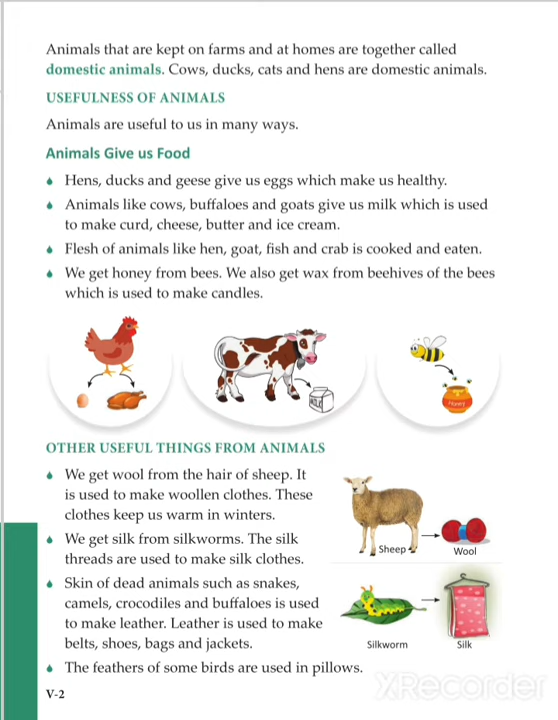 Animals that are kept on farms and at homes are together called
domestic animals. Cows, ducks, cats and hens are domestic animals.
USEFULNESS OF ANIMALS
Animals are useful to us in many ways.
Animals Give us Food
Hens, ducks and geese give us eggs which make us healthy.
Animals like cows, buffaloes and goats give us milk which is used
to make curd, cheese, butter and ice cream.
Flesh of animals like hen, goat, fish and crab is cooked and eaten.
We get honey from bees. We also get wax from beehives of the bees
which is used to make candles.
MILK
Honey
OTHER USEFUL THINGS FROM ANIMALS
We get wool from the hair of sheep. It
is used to make woollen clothes. These
clothes keep us warm in winters.
We get silk from silkworms. The silk
threads are used to make silk clothes.
Sheep
Wool
Skin of dead animals such as snakes,
camels, crocodiles and buffaloes is used
to make leather. Leather is used to make
belts, shoes, bags and jackets.
Silkworm
Silk
The feathers of some birds are used in pillows.
V-2
XRecorder